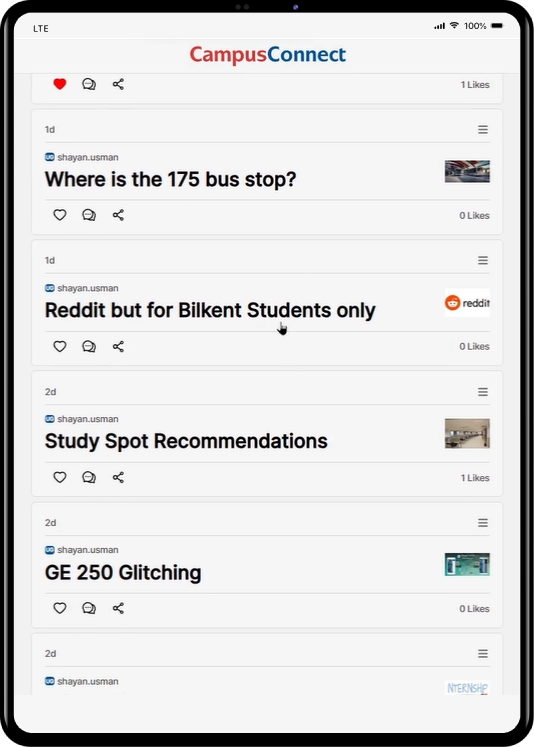 LTE
100%
CampusConnect
1 Likes
1d
shayan.usman
Where is the 175 bus stop?
0 Likes
1d
shayan.usman
Reddit but for Bilkent Students only
reddit
0 Likes
2d
shayan.usman
Study Spot Recommendations
1 Likes
2d
shayan.usman
GE 250 Glitching
0 Likes
2d
shayan.usman